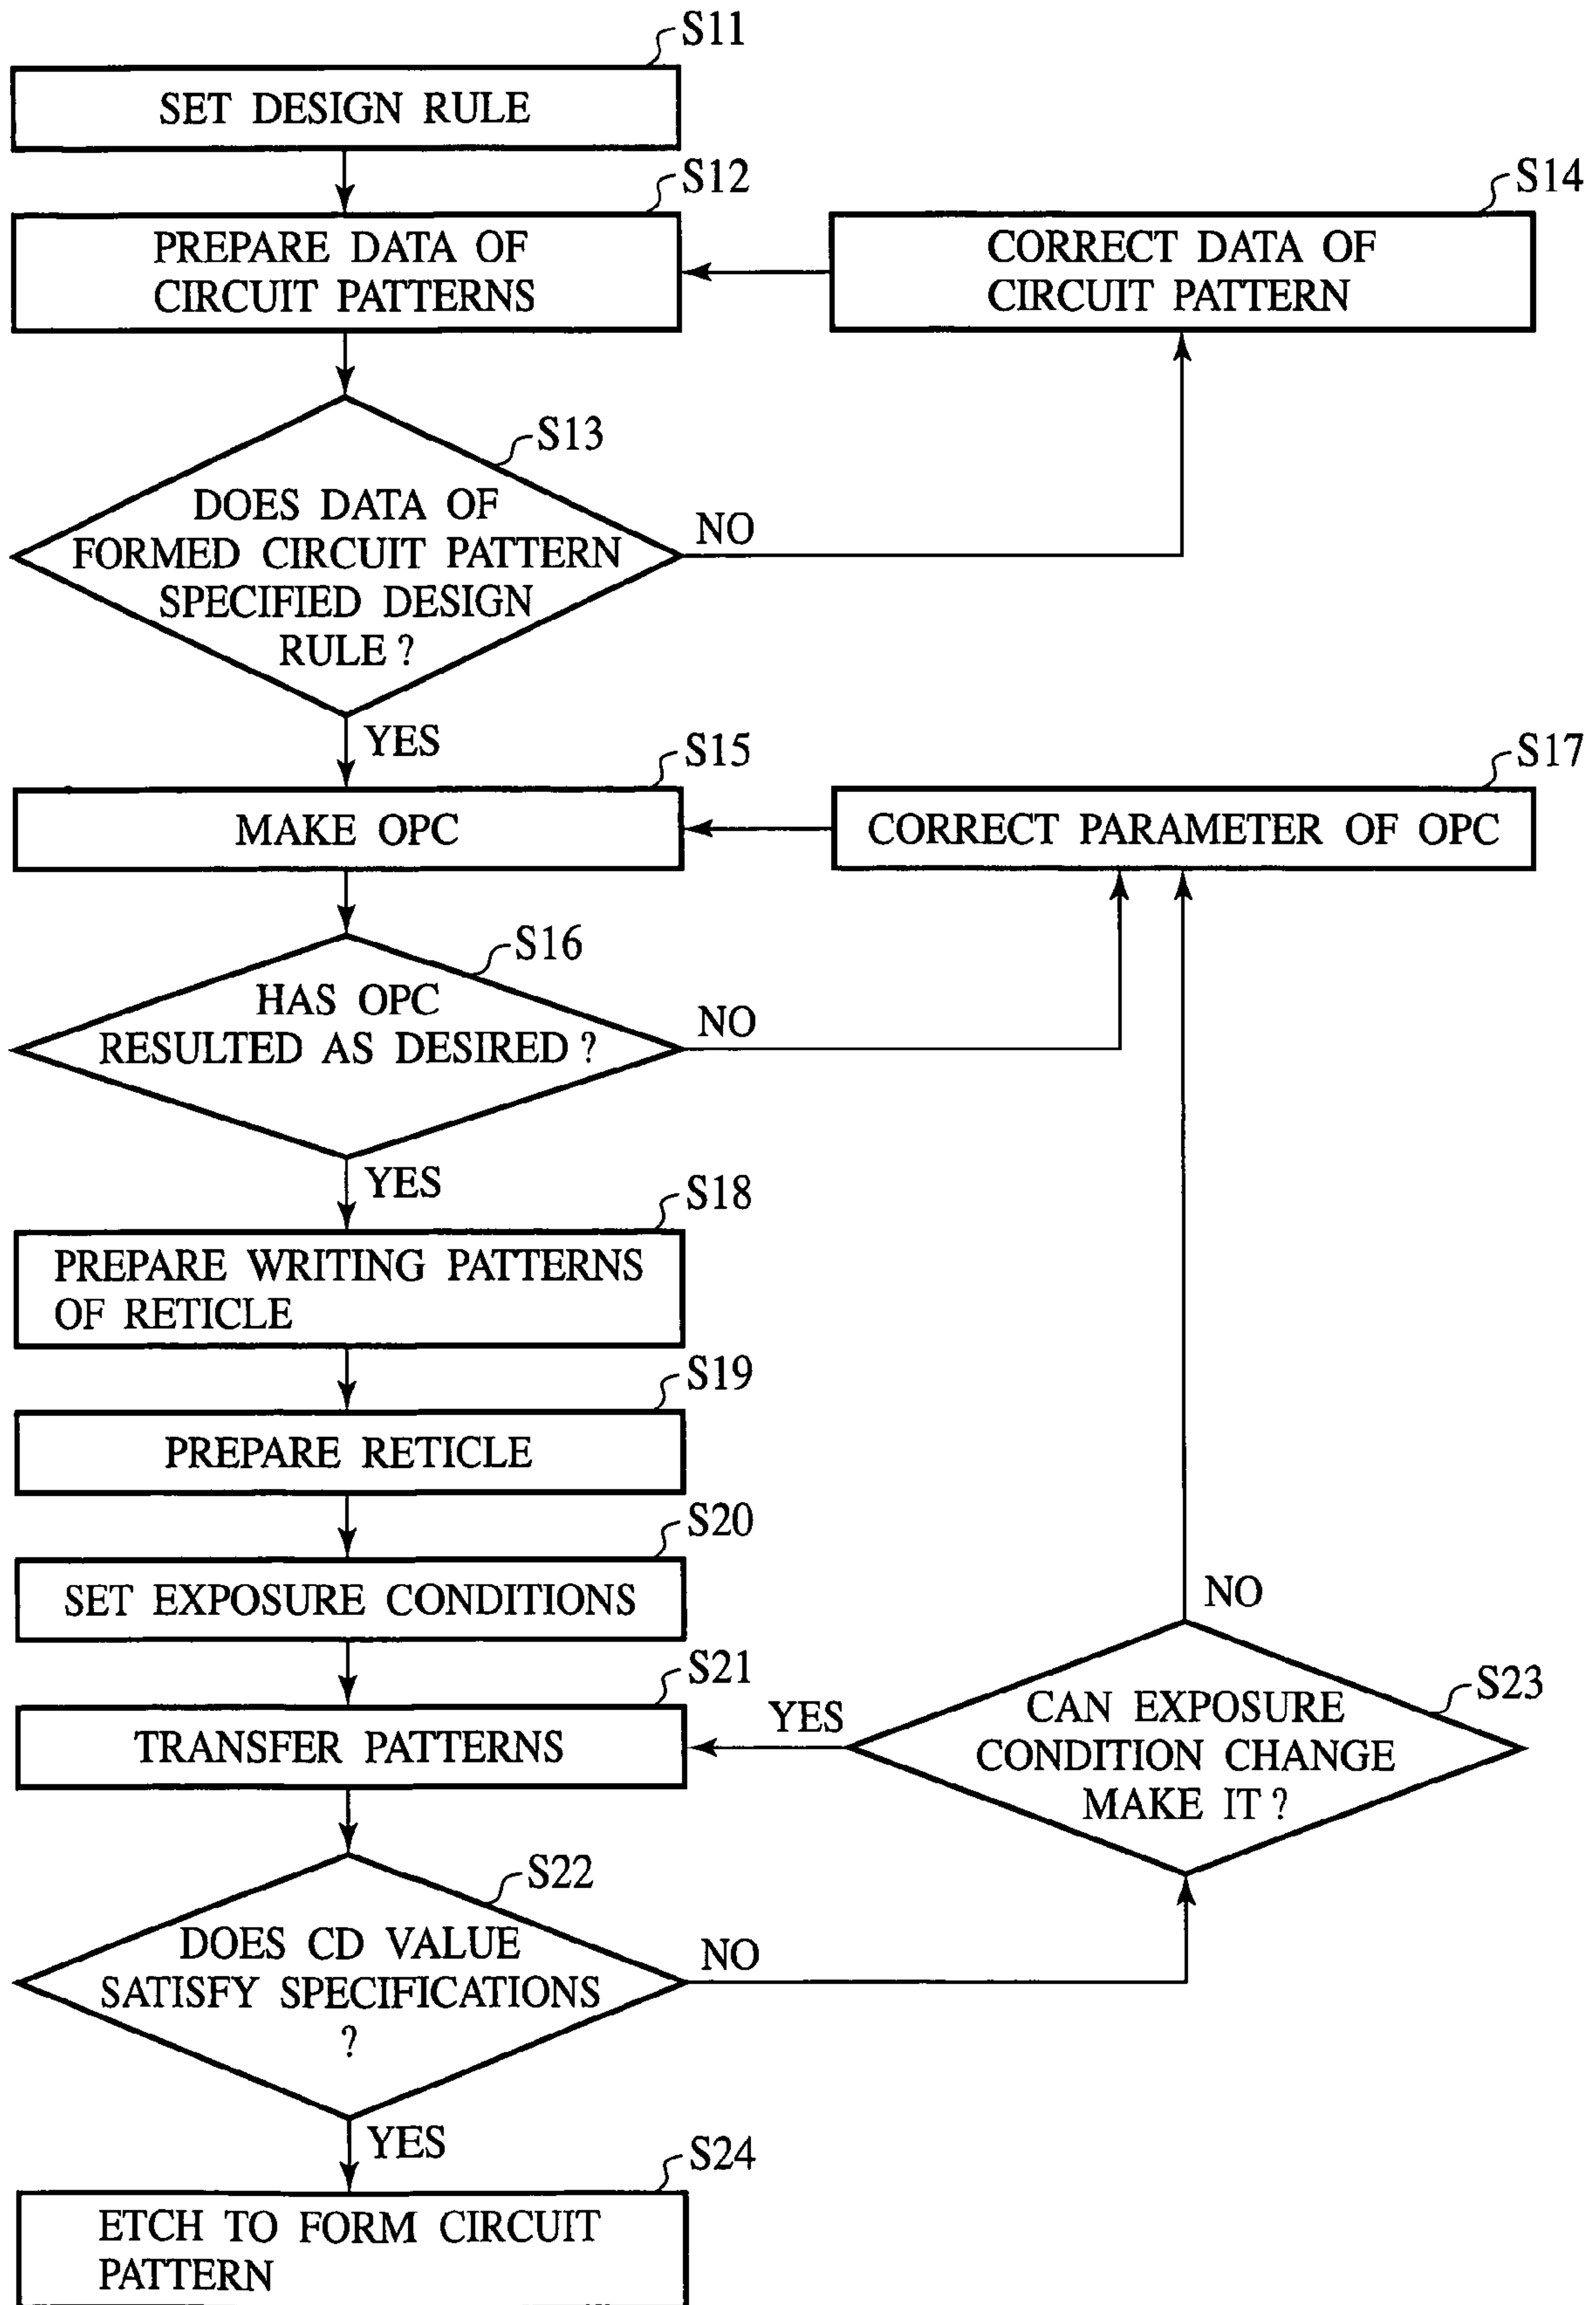 S11
SET DESIGN RULE
S12
PREPARE DATA OF
CIRCUIT PATTERNS
S14
CORRECT DATA OF
CIRCUIT PATTERN
S13
DOES DATA OF
FORMED CIRCUIT PATTERN
SPECIFIED DESIGN
RULE ?
NO
YES
S15
MAKE OPC
S17
CORRECT PARAMETER OF OPC
S16
HAS OPC
RESULTED AS DESIRED ?
NO
YES
S18
PREPARE WRITING PATTERNS
OF RETICLE
S19
PREPARE RETICLE
S20
SET EXPOSURE CONDITIONS
S21
TRANSFER PATTERNS
YES
NO
S23
CAN EXPOSURE
CONDITION CHANGE
MAKE IT ?
S22
DOES CD VALUE
SATISFY SPECIFICATIONS
?
NO
YES
S24
ETCH TO FORM CIRCUIT
PATTERN